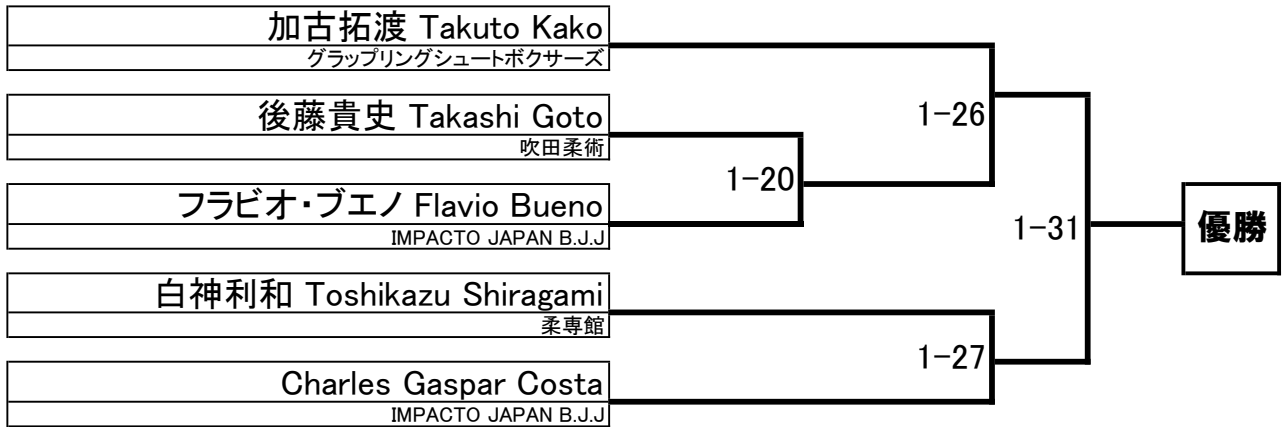 加古拓渡 Takuto Kako
グラップリングシュートボクサーズ
後藤貴史 Takashi Goto
吹田柔術
フラビオ・ブエノ Flavio Bueno
IMPACTO JAPAN B.J.J
白神利和 Toshikazu Shiragami
柔専館
Charles Gaspar Costa
IMPACTO JAPAN B.J.J
1-20
1-26
1-27
1-31
優勝